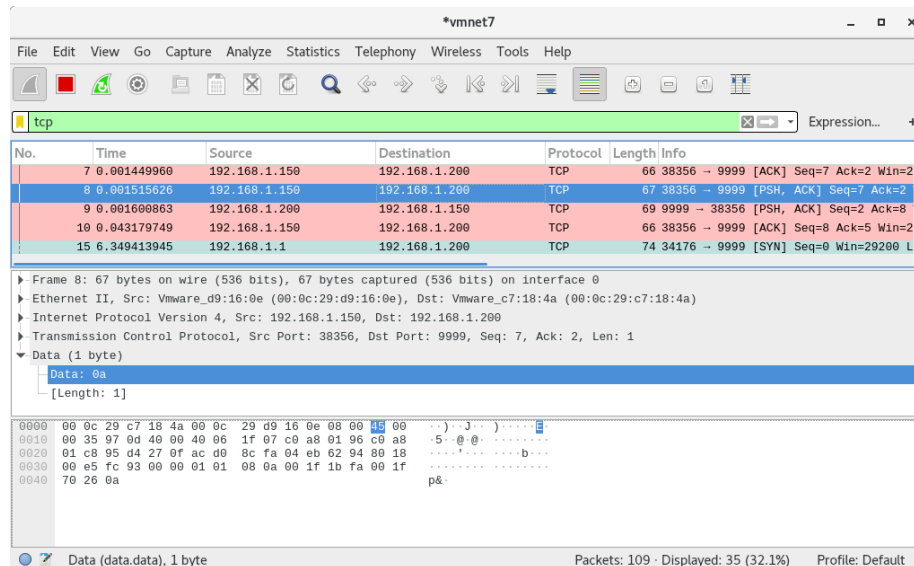 *vmnet7
File Edit View Go Capture Analyze Statistics Telephony Wireless Tools Help
tcp Expression... +
No. Time Source Destination Protocol Length Info
7 0.001449960 192.168.1.150 192.168.1.200 TCP 66 38356 → 9999 [ACK] Seq=7 Ack=2 Win=2
8 0.001515626 192.168.1.150 192.168.1.200 TCP 67 38356 → 9999 [PSH, ACK] Seq=7 Ack=2
9 0.001600863 192.168.1.200 192.168.1.150 TCP 69 9999 → 38356 [PSH, ACK] Seq=2 Ack=8
10 0.043179749 192.168.1.150 192.168.1.200 TCP 66 38356 → 9999 [ACK] Seq=8 Ack=5 Win=2
15 6.349413945 192.168.1.1 192.168.1.200 TCP 74 34176 → 9999 [SYN] Seq=0 Win=29200 L
Frame 8: 67 bytes on wire (536 bits), 67 bytes captured (536 bits) on interface 0
Ethernet II, Src: Vmware_d9:16:0e (00:0c:29:d9:16:0e), Dst: Vmware_c7:18:4a (00:0c:29:c7:18:4a)
Internet Protocol Version 4, Src: 192.168.1.150, Dst: 192.168.1.200
Transmission Control Protocol, Src Port: 38356, Dst Port: 9999, Seq: 7, Ack: 2, Len: 1
Data (1 byte)
Data: 0a
[Length: 1]
0000 00 0c 29 c7 18 4a 00 0c 29 d9 16 0e 08 00 45 00 ··)··J·· )·····E·
0010 00 35 97 0d 40 00 40 06 1f 07 c0 a8 01 96 c0 a8 ·5··@·@· ········
0020 01 c8 95 d4 27 0f ac d0 8c fa 04 eb 62 94 80 18 ····'··· ····b···
0030 00 e5 fc 93 00 00 01 01 08 0a 00 1f 1b fa 00 1f ········ ········
0040 70 26 0a p&·
Data (data.data), 1 byte Packets: 109 · Displayed: 35 (32.1%) Profile: Default